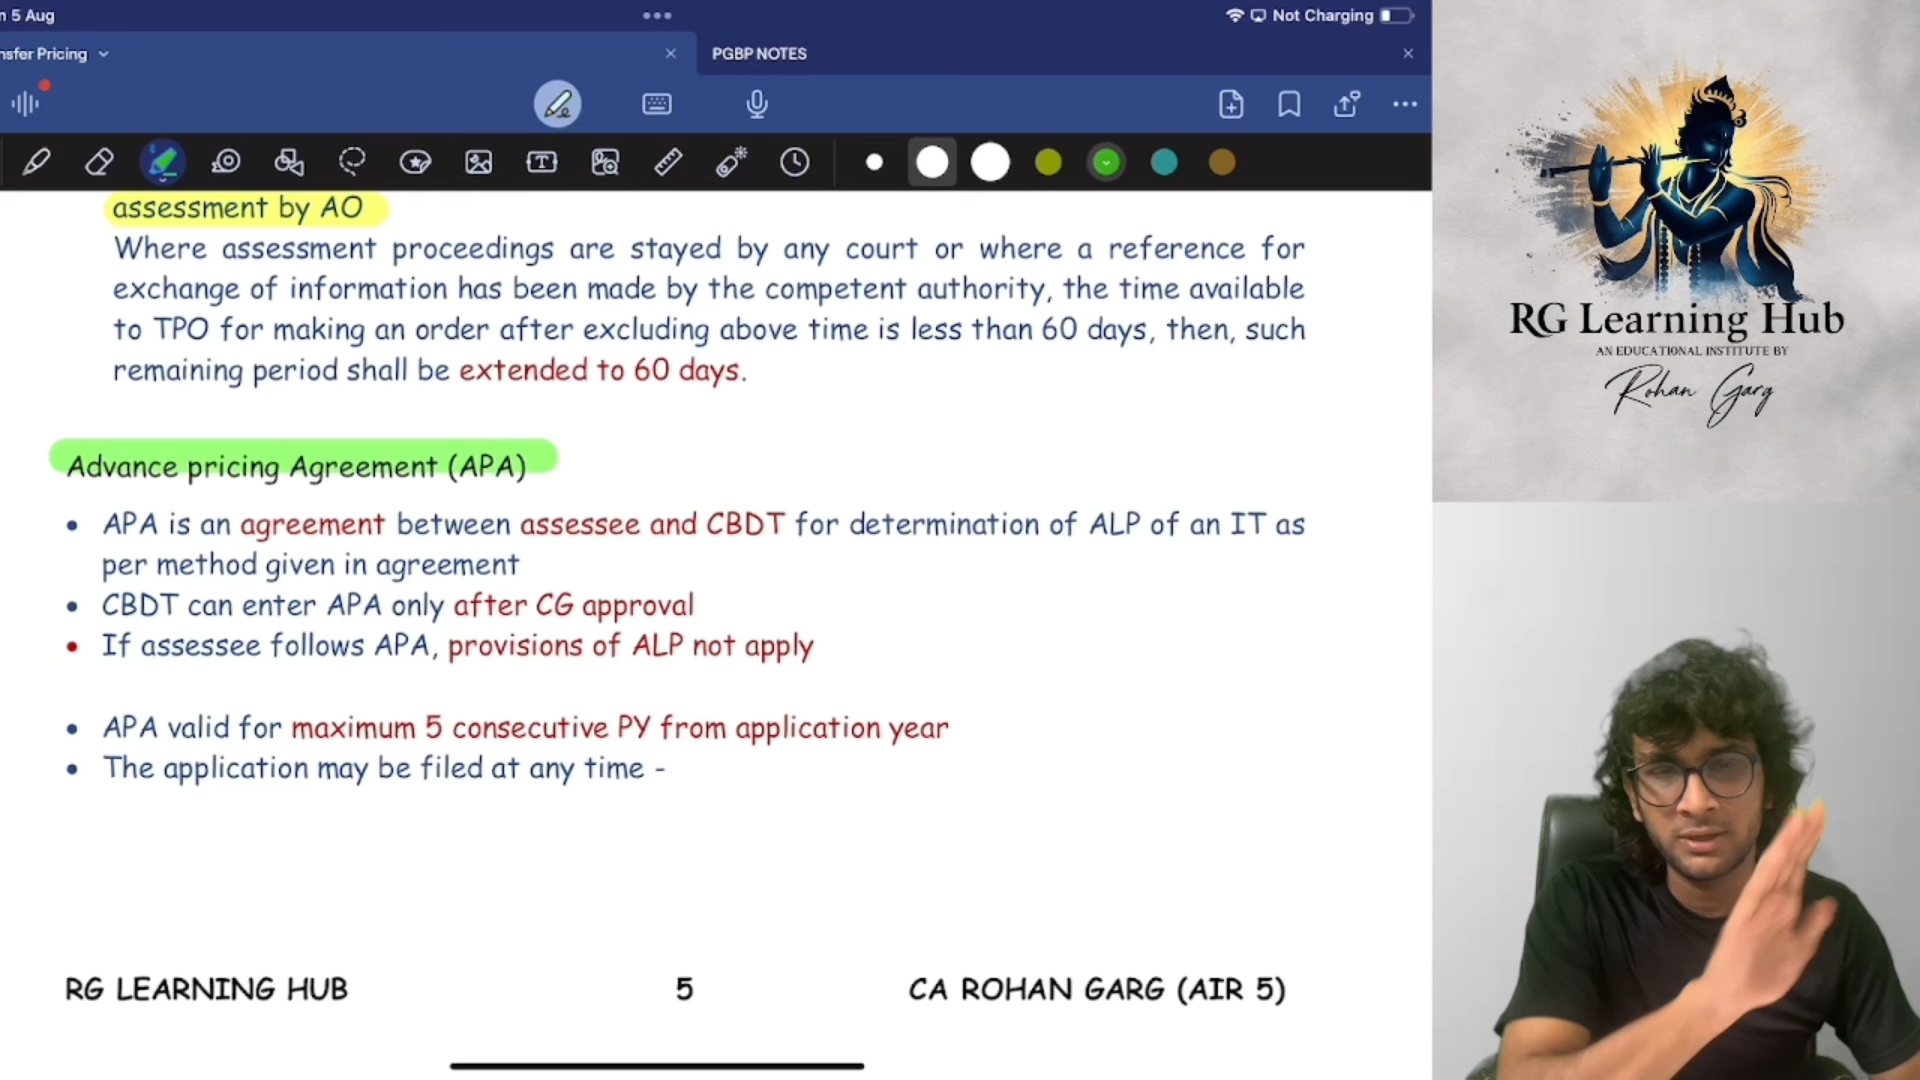 n 5 Aug
Not Charging
nsfer Pricing
PGBP NOTES
assessment by AO
Where assessment proceedings are stayed by any court or where a reference for
exchange of information has been made by the competent authority, the time available
to TPO for making an order after excluding above time is less than 60 days, then, such
remaining period shall be extended to 60 days.
Advance pricing Agreement (APA)
• APA is an agreement between assessee and CBDT for determination of ALP of an IT as
per method given in agreement
• CBDT can enter APA only after CG approval
• If assessee follows APA, provisions of ALP not apply
• APA valid for maximum 5 consecutive PY from application year
• The application may be filed at any time -
RG LEARNING HUB 5 CA ROHAN GARG (AIR 5)
RG Learning Hub
AN EDUCATIONAL INSTITUTE BY
Rohan Garg